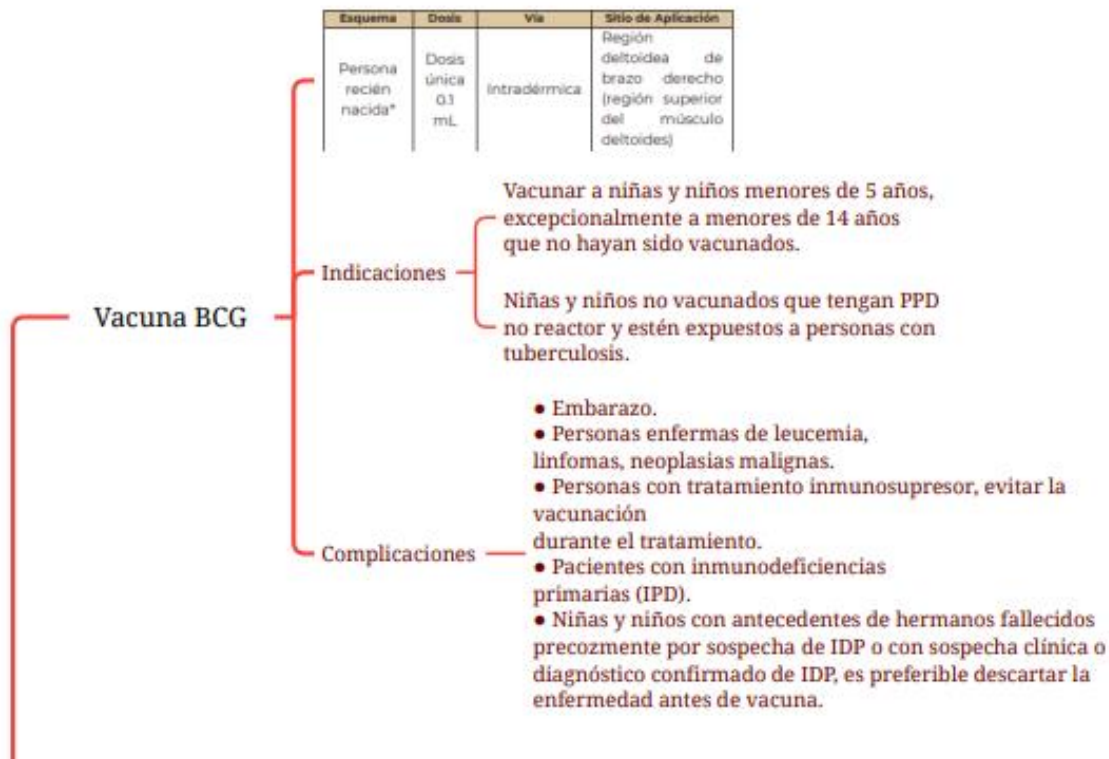 Esquema Dosis Vía Sitio de Aplicación
Persona recién nacida* Dosis única 0.1 mL Intradérmica Región deltoidea de brazo derecho (región superior del músculo deltoides)
Vacuna BCG
Indicaciones
Vacunar a niñas y niños menores de 5 años,
excepcionalmente a menores de 14 años
que no hayan sido vacunados.
Niñas y niños no vacunados que tengan PPD
no reactor y estén expuestos a personas con
tuberculosis.
Complicaciones
● Embarazo.
● Personas enfermas de leucemia,
linfomas, neoplasias malignas.
● Personas con tratamiento inmunosupresor, evitar la
vacunación
durante el tratamiento.
● Pacientes con inmunodeficiencias
primarias (IPD).
● Niñas y niños con antecedentes de hermanos fallecidos
precozmente por sospecha de IDP o con sospecha clínica o
diagnóstico confirmado de IDP, es preferible descartar la
enfermedad antes de vacuna.